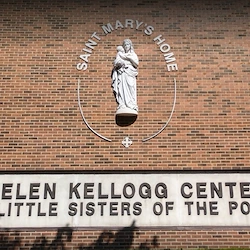 SAINT MARY'S HOME
ELEN KELLOGG CENTE
LITTLE SISTERS OF THE PO